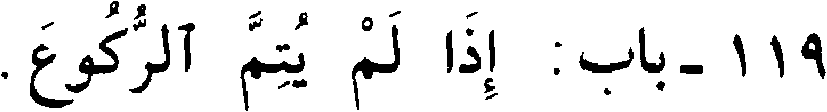 ١١٩ - باب: إِذَا لَمْ يُتِمَّ ٱلرُّكُوعَ.